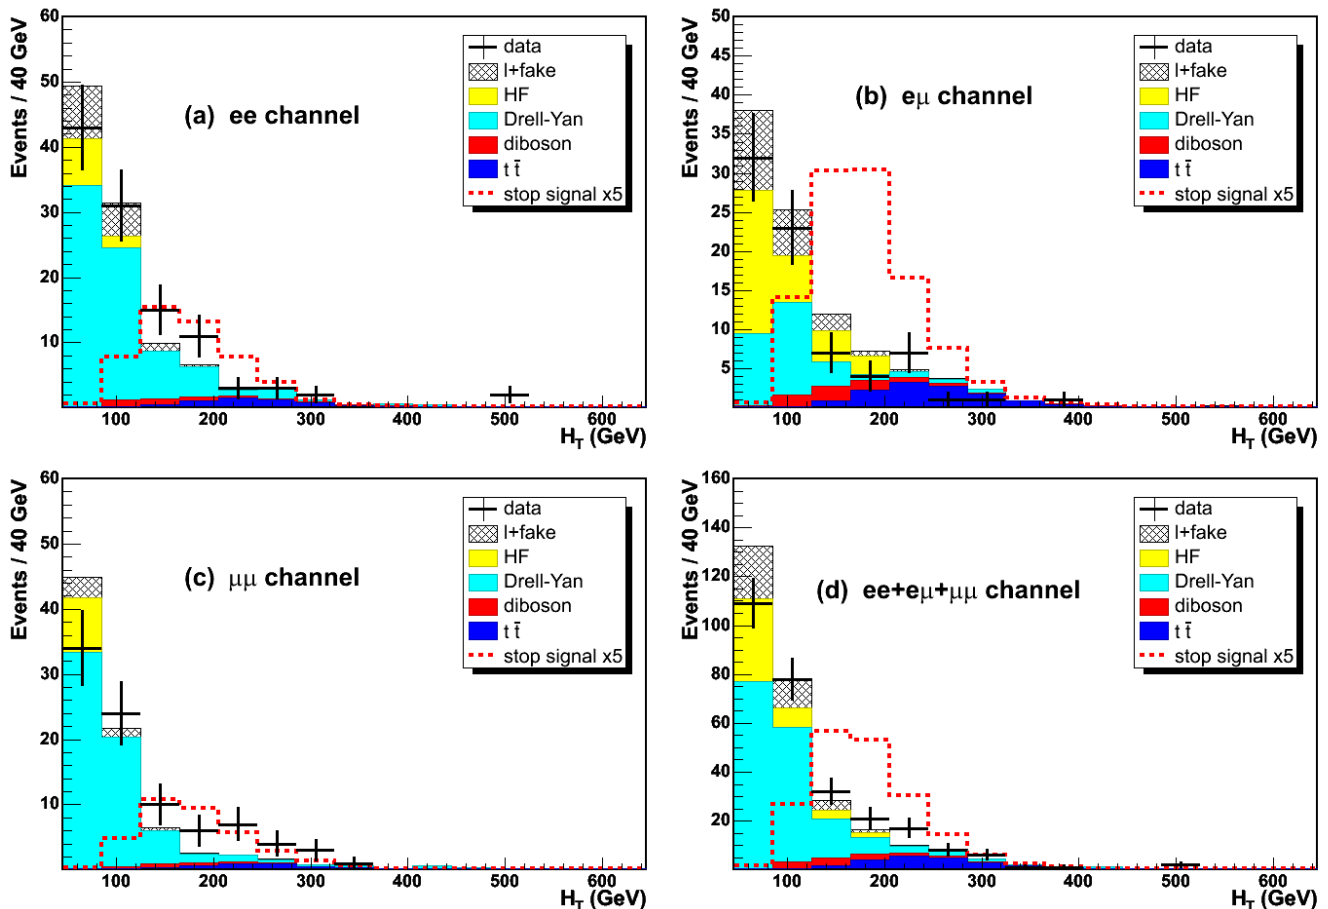 60
50
40
30
20
10
Events / 40 GeV
(a) ee channel
data
l+fake
HF
Drell-Yan
diboson
t t̄
stop signal x5
100 200 300 400 500 600
H_T (GeV)
50
45
40
35
30
25
20
15
10
5
Events / 40 GeV
(b) eμ channel
data
l+fake
HF
Drell-Yan
diboson
t t̄
stop signal x5
100 200 300 400 500 600
H_T (GeV)
60
50
40
30
20
10
Events / 40 GeV
(c) μμ channel
data
l+fake
HF
Drell-Yan
diboson
t t̄
stop signal x5
100 200 300 400 500 600
H_T (GeV)
160
140
120
100
80
60
40
20
Events / 40 GeV
(d) ee+eμ+μμ channel
data
l+fake
HF
Drell-Yan
diboson
t t̄
stop signal x5
100 200 300 400 500 600
H_T (GeV)